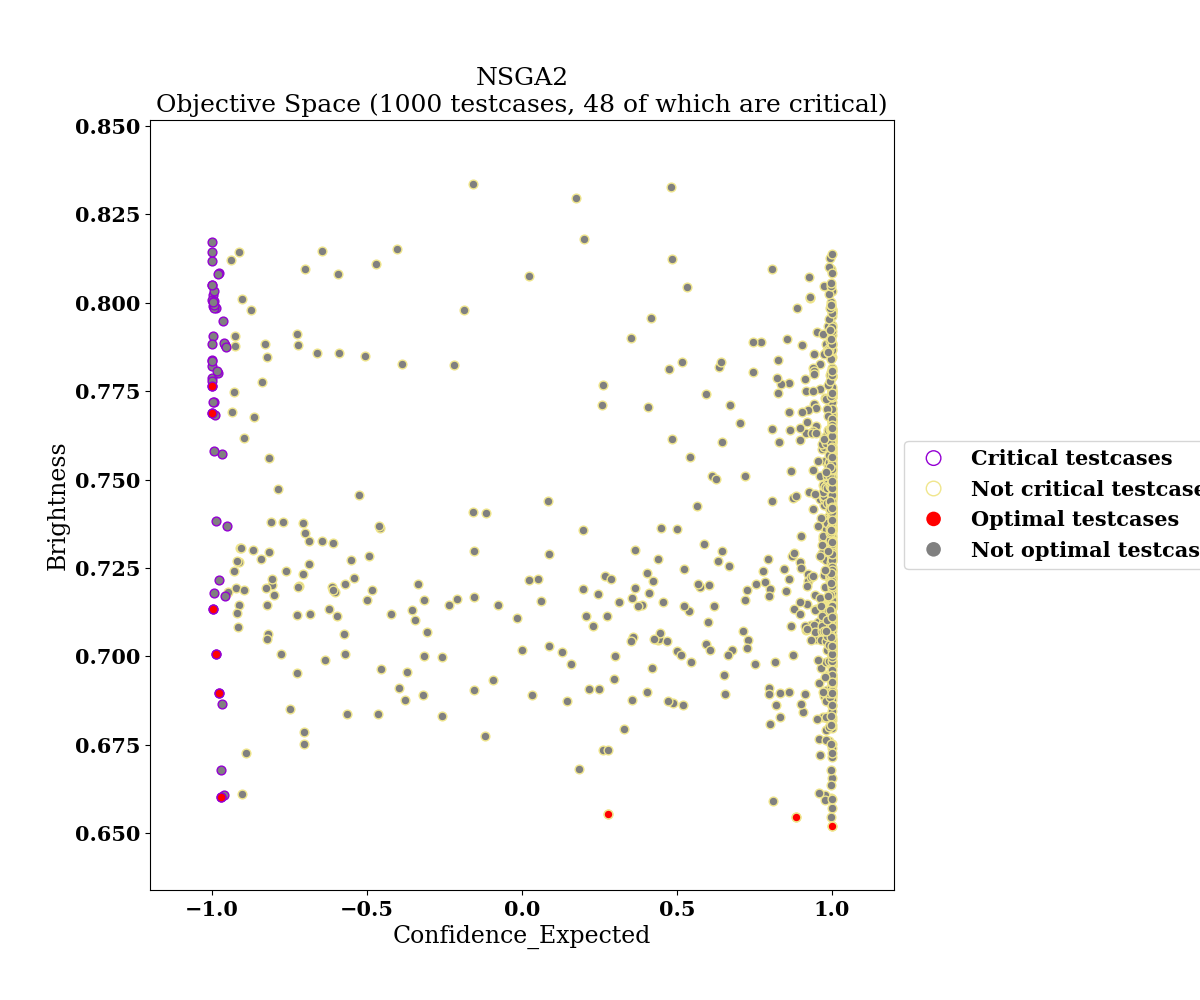 NSGA2
Objective Space (1000 testcases, 48 of which are critical)
0.850
0.825
0.800
0.775
0.750
0.725
0.700
0.675
0.650
Brightness
−1.0
−0.5
0.0
0.5
1.0
Confidence_Expected
Critical testcases
Not critical testcase
Optimal testcases
Not optimal testcas